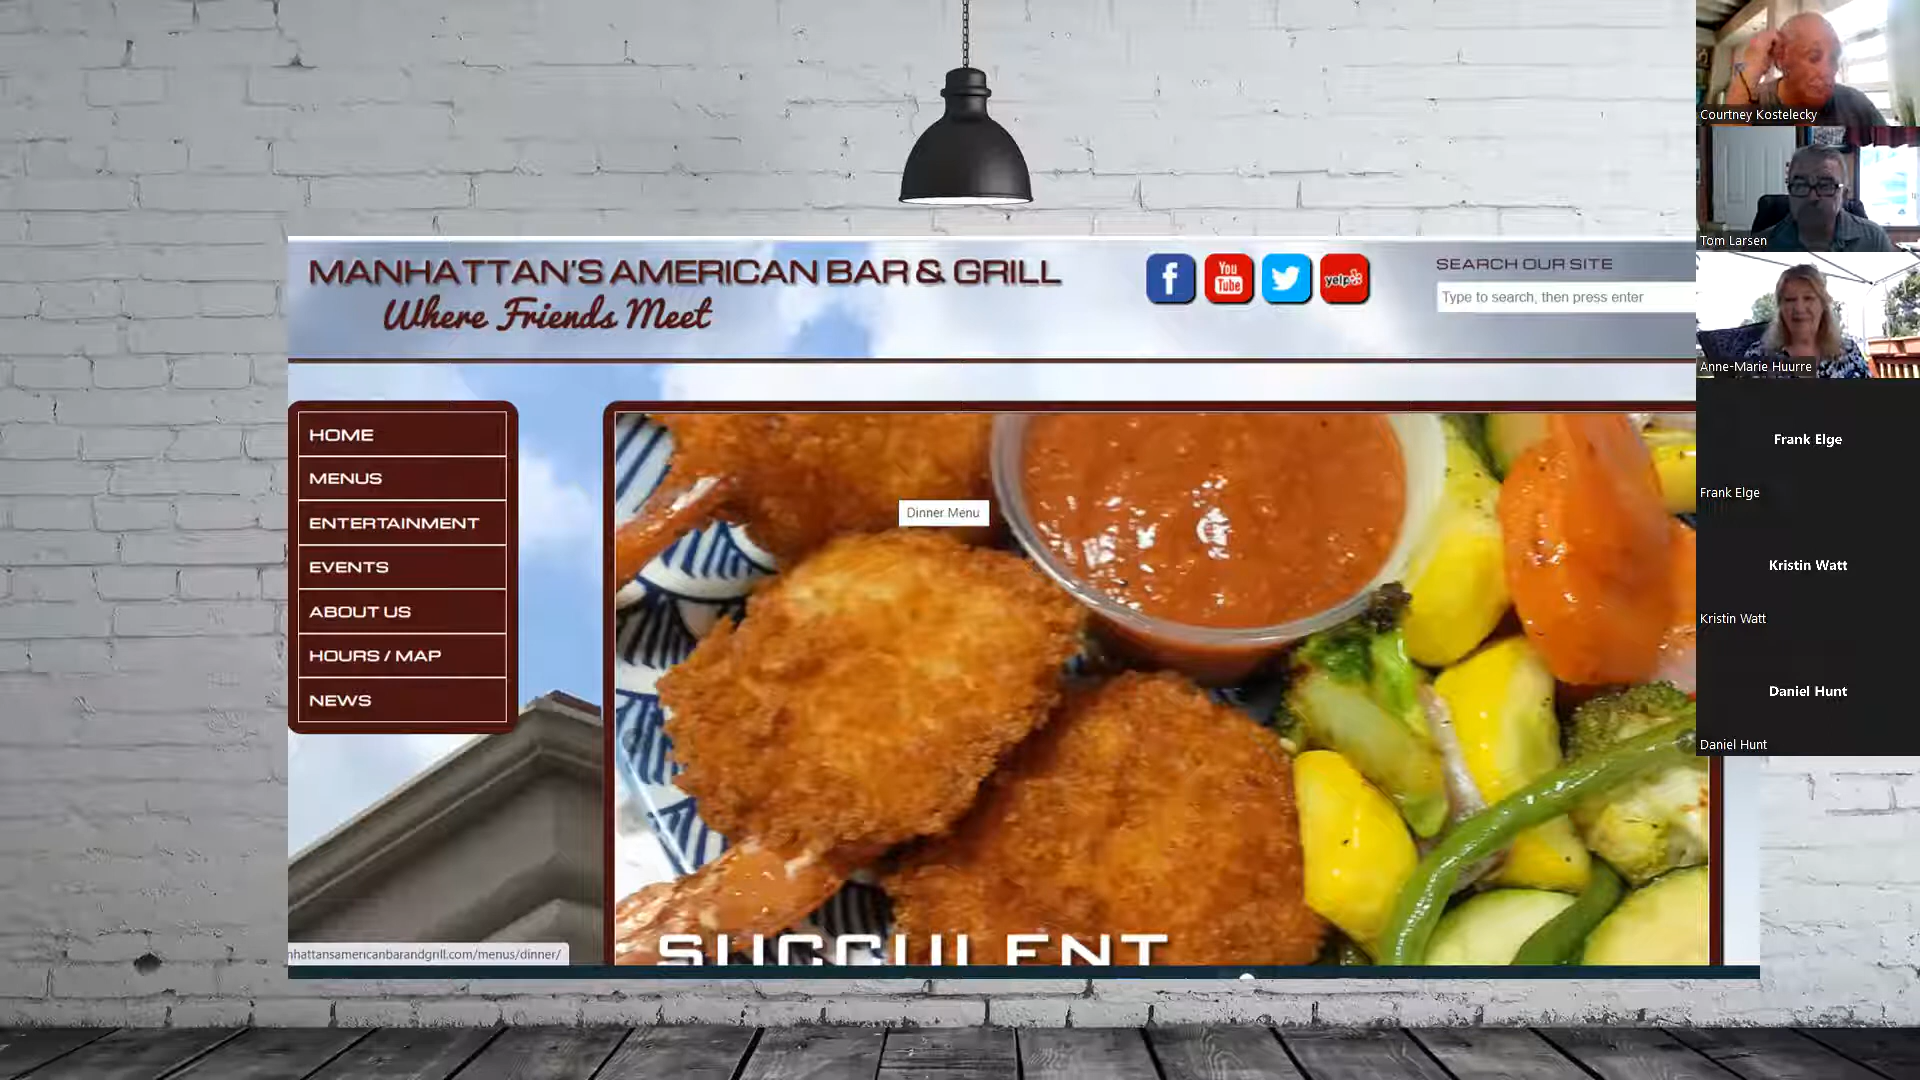 MANHATTAN'S AMERICAN BAR & GRILL
Where Friends Meet
f
You
Tube
yelp
SEARCH OUR SITE
Type to search, then press enter
HOME
MENUS
ENTERTAINMENT
EVENTS
ABOUT US
HOURS / MAP
NEWS
Dinner Menu
SUCCULENT
hattansamericanbarandgrill.com/menus/dinner/
Courtney Kostelecky
Tom Larsen
Anne-Marie Huurre
Frank Elge
Frank Elge
Kristin Watt
Kristin Watt
Daniel Hunt
Daniel Hunt